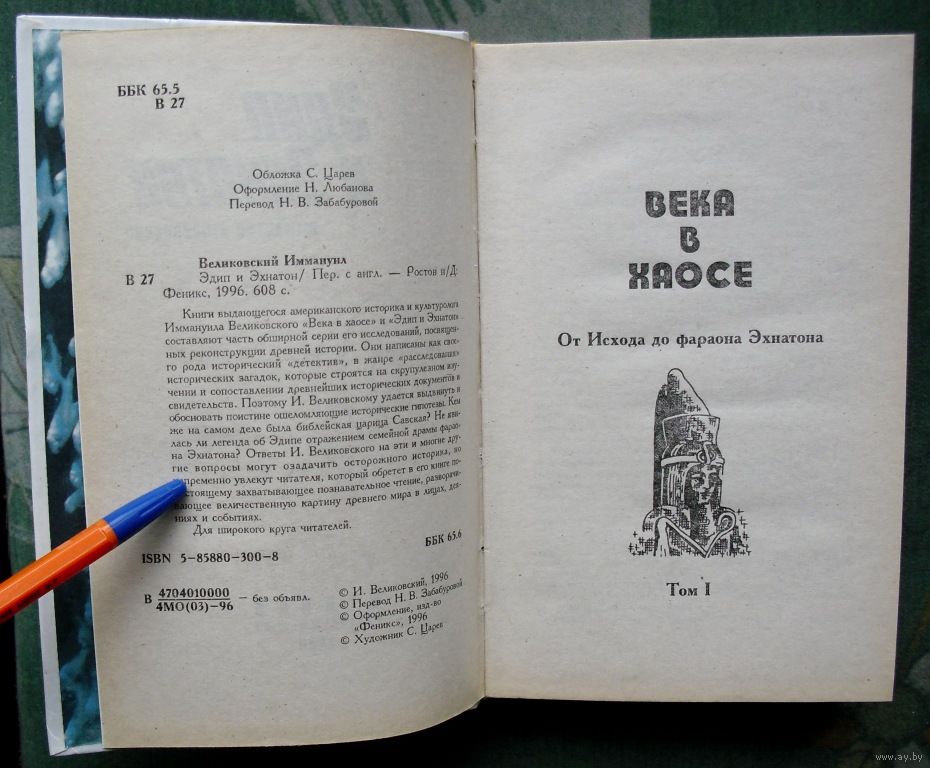 ББК 65.5
В 27
Обложка С. Царев
Оформление Н. Любанова
Перевод Н. В. Забабуровой
Великовский Иммануил
В 27 Эдип и Эхнатон/ Пер. с англ. — Ростов н/Д:
Феникс, 1996. 608 с.
Книги выдающегося американского историка и культуролога
Иммануила Великовского «Века в хаосе» и «Эдип и Эхнатон»
составляют часть обширной серии его исследований, посвящен-
ных реконструкции древней истории. Они написаны как свое-
го рода исторический «детектив», в жанре «расследования»
исторических загадок, которые строятся на скрупулезном изу-
чении и сопоставлении древнейших исторических документов и
свидетельств. Поэтому И. Великовскому удается выдвинуть и
обосновать поистине ошеломляющие исторические гипотезы. Кем
же на самом деле была библейская царица Савская? Не яви-
лась ли легенда об Эдипе отражением семейной драмы фарао-
на Эхнатона? Ответы И. Великовского на эти и многие дру-
гие вопросы могут озадачить осторожного историка, но
непременно увлекут читателя, который обретет в его книге по-
настоящему захватывающее познавательное чтение, разворачи-
вающее величественную картину древнего мира в лицах, дея-
ниях и событиях.
Для широкого круга читателей.
ББК 65.6
ISBN 5-85880-300-8
В 4704010000 — без объявл.
4МО(03)-96
© И. Великовский, 1996
© Перевод Н. В. Забабуровой
© Оформление, изд-во
«Феникс», 1996
© Художник С. Царев
ВЕКА
В
ХАОСЕ
От Исхода до фараона Эхнатона
Том I
www.ay.by